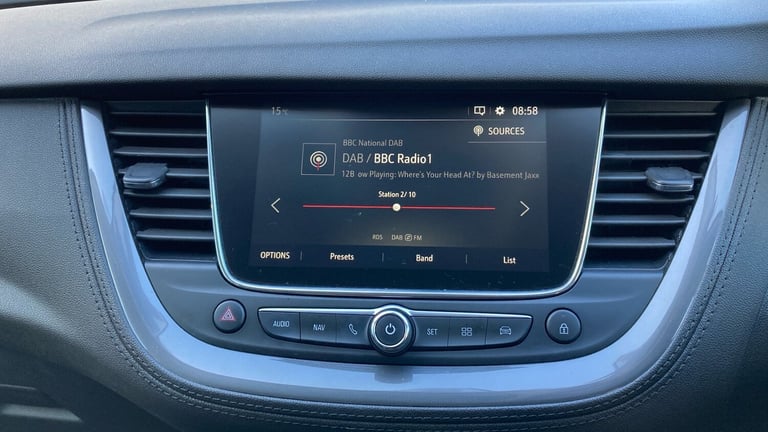 15°C 08:58
SOURCES
BBC National DAB
DAB / BBC Radio1
12B ow Playing: Where's Your Head At? by Basement Jaxx
Station 2/ 10
RDS DAB FM
OPTIONS Presets Band List
AUDIO NAV SET